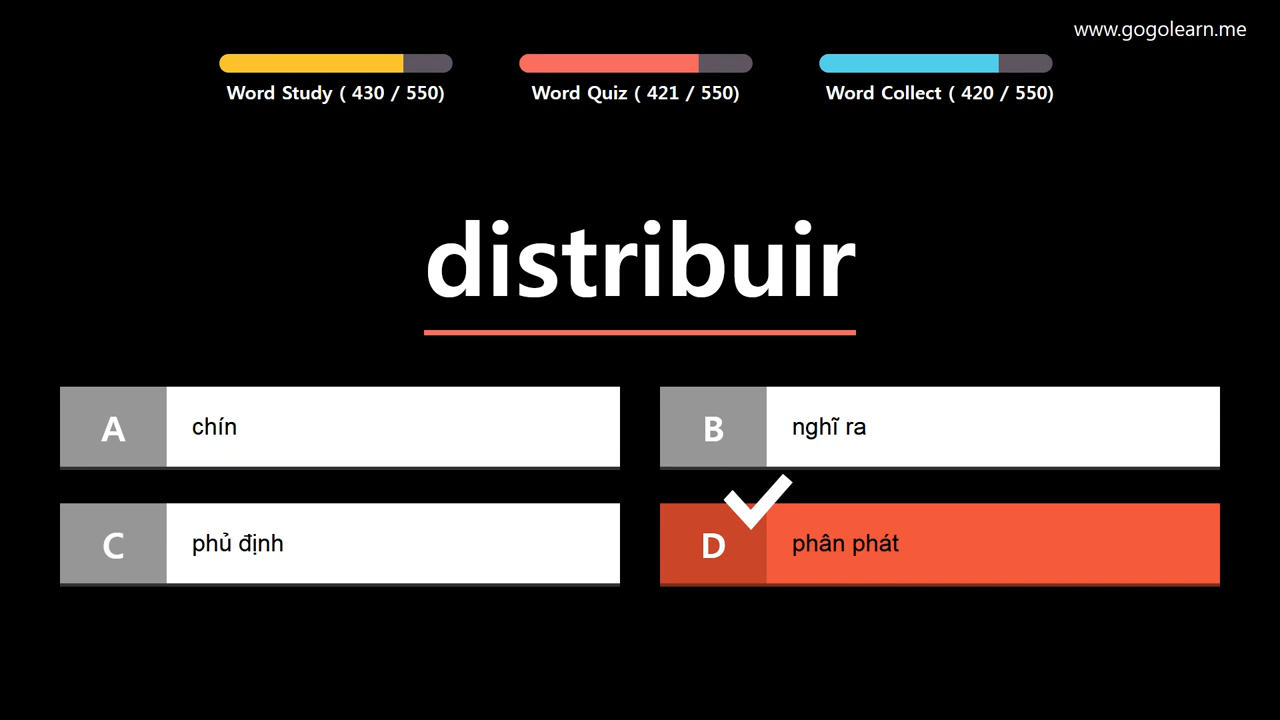 www.gogolearn.me
Word Study ( 430 / 550)
Word Quiz ( 421 / 550)
Word Collect ( 420 / 550)
distribuir
A chín
B nghĩ ra
C phủ định
D phân phát